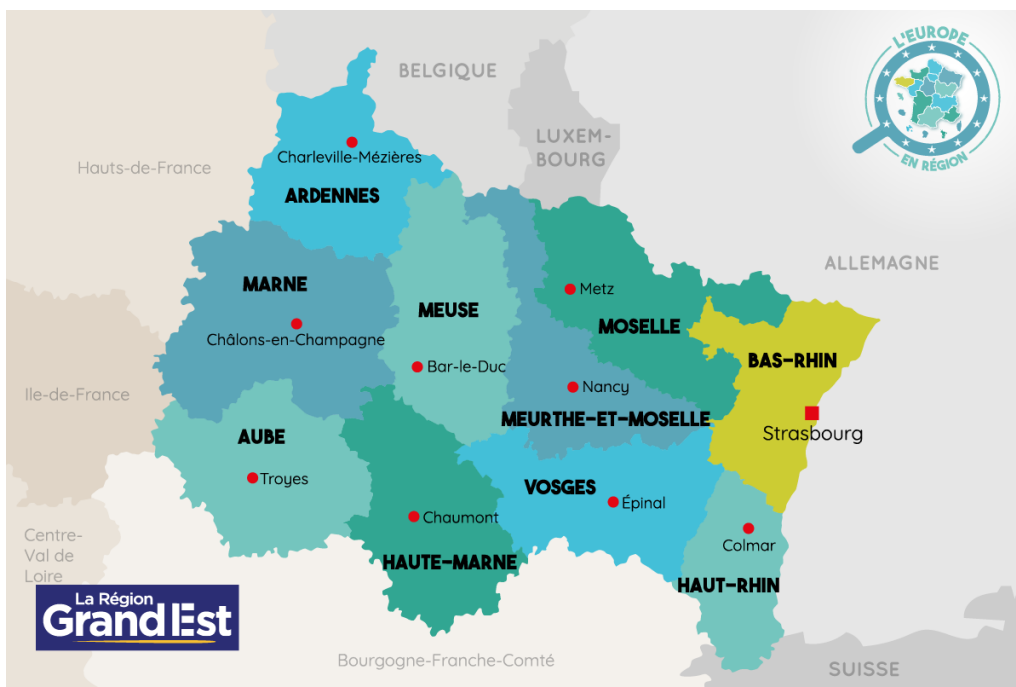 L'EUROPE
EN RÉGION
BELGIQUE
LUXEM-
BOURG
Hauts-de-France
Charleville-Mézières
ARDENNES
ALLEMAGNE
MARNE
Metz
MEUSE
MOSELLE
Châlons-en-Champagne
BAS-RHIN
Bar-le-Duc
Ile-de-France
Nancy
MEURTHE-ET-MOSELLE
Strasbourg
AUBE
Troyes
VOSGES
Épinal
Chaumont
Colmar
Centre-
Val de
Loire
HAUTE-MARNE
HAUT-RHIN
La Région
Grand Est
Bourgogne-Franche-Comté
SUISSE